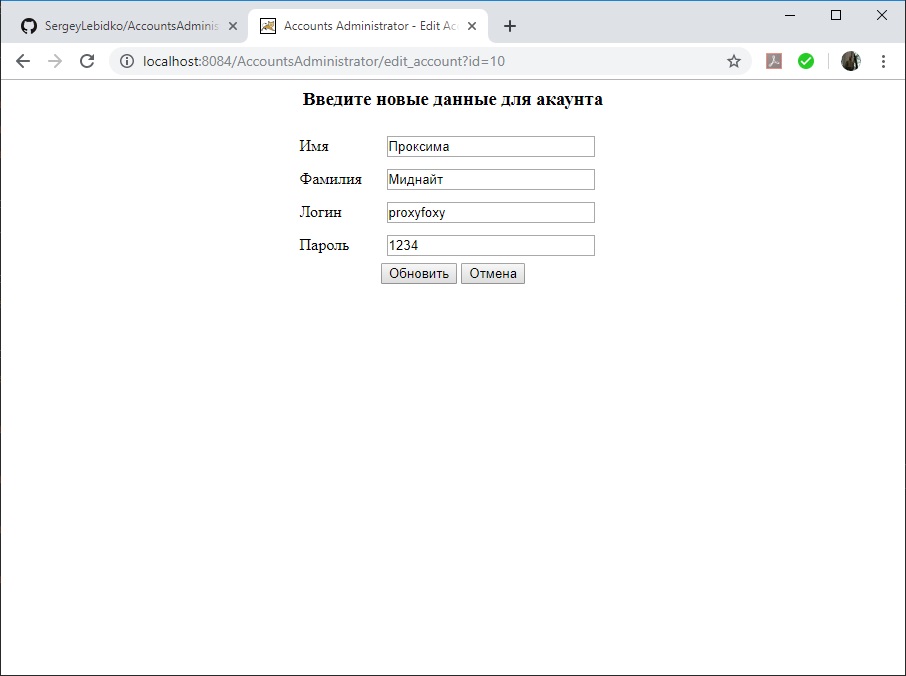 SergeyLebidko/AccountsAdminis
Accounts Administrator - Edit Ac
localhost:8084/AccountsAdministrator/edit_account?id=10
Введите новые данные для акаунта
Имя Проксима
Фамилия Миднайт
Логин proxyfoxy
Пароль 1234
Обновить Отмена